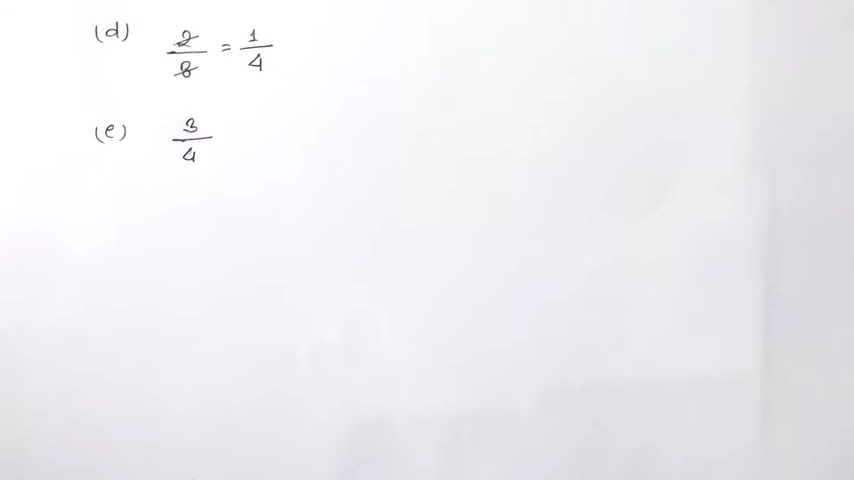 (d) 2/8 = 1/4
(e) 3/4